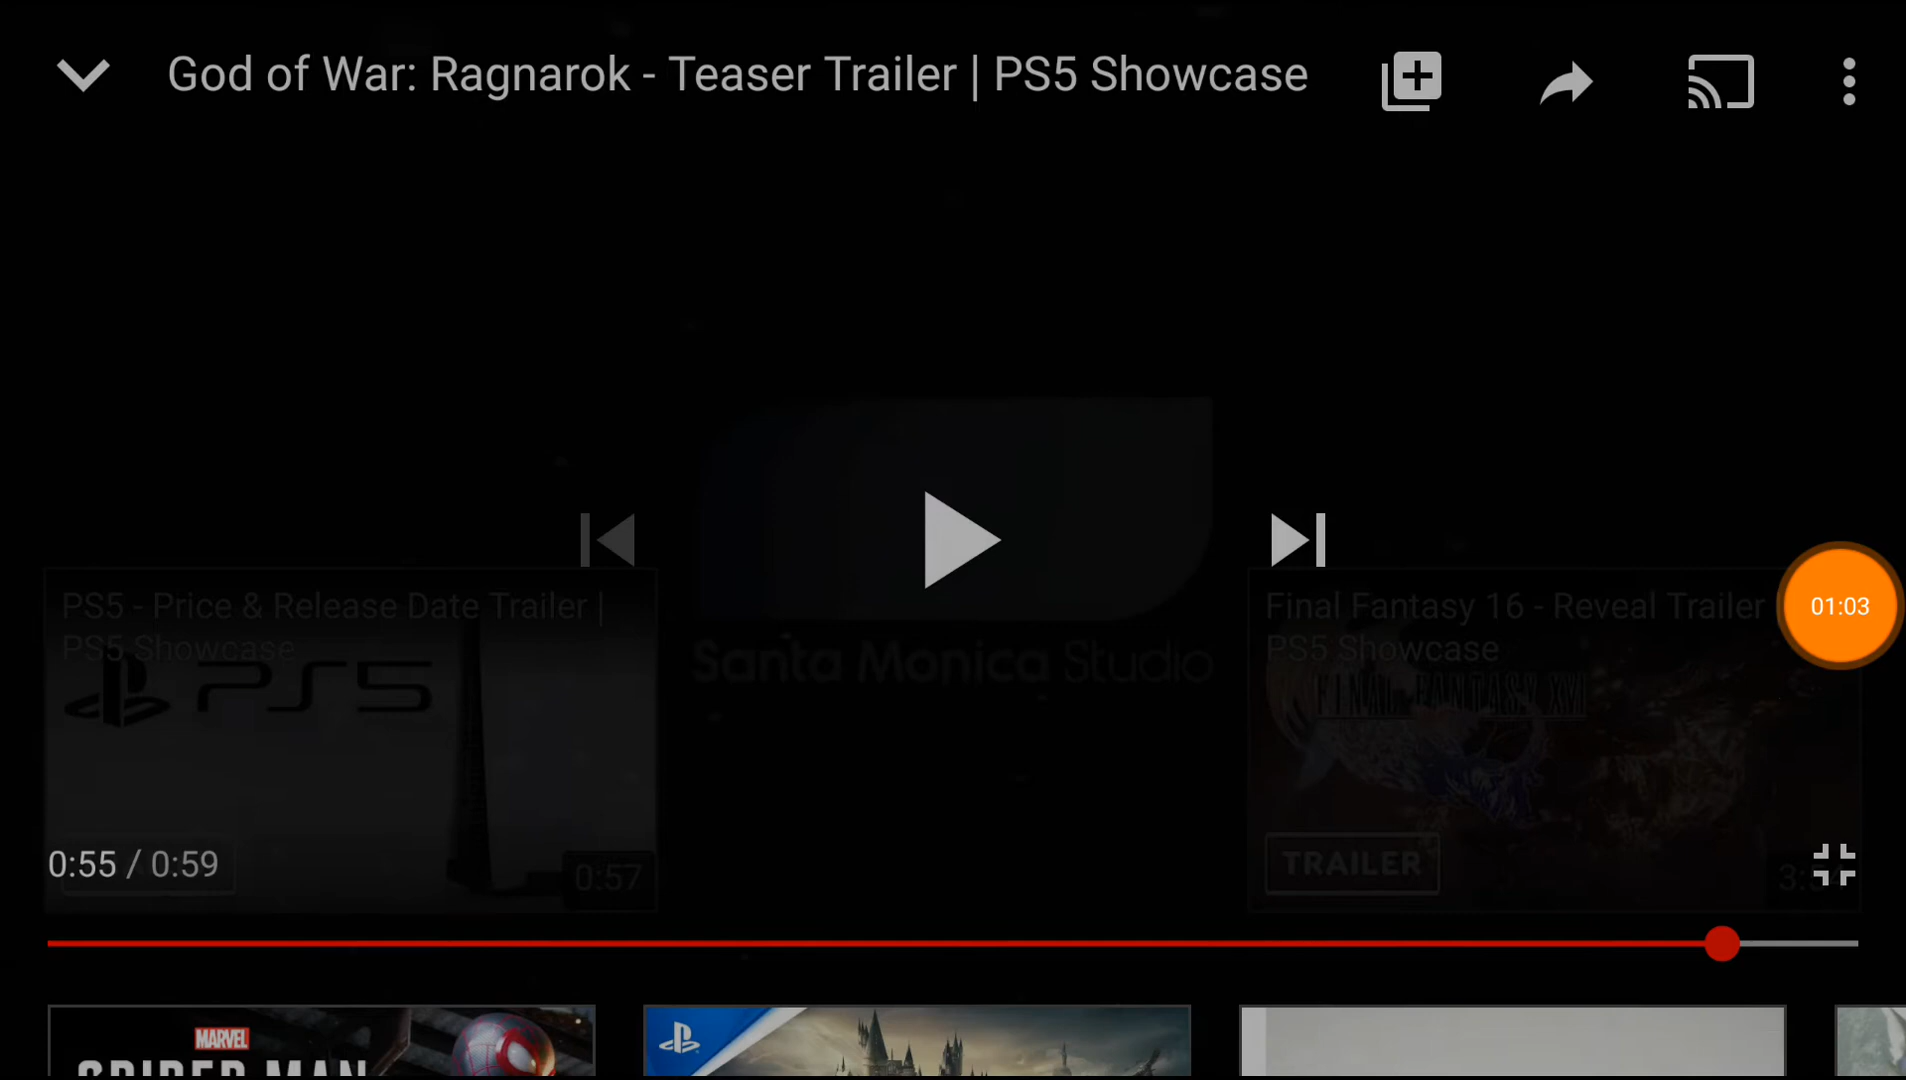 God of War: Ragnarok - Teaser Trailer | PS5 Showcase
PS5 - Price & Release Date Trailer |
PS5 Showcase
PS5
0:57
Santa Monica Studio
Final Fantasy 16 - Reveal Trailer
PS5 Showcase
FINAL FANTASY XVI
TRAILER
01:03
0:55 / 0:59
MARVEL
SPIDER-MAN